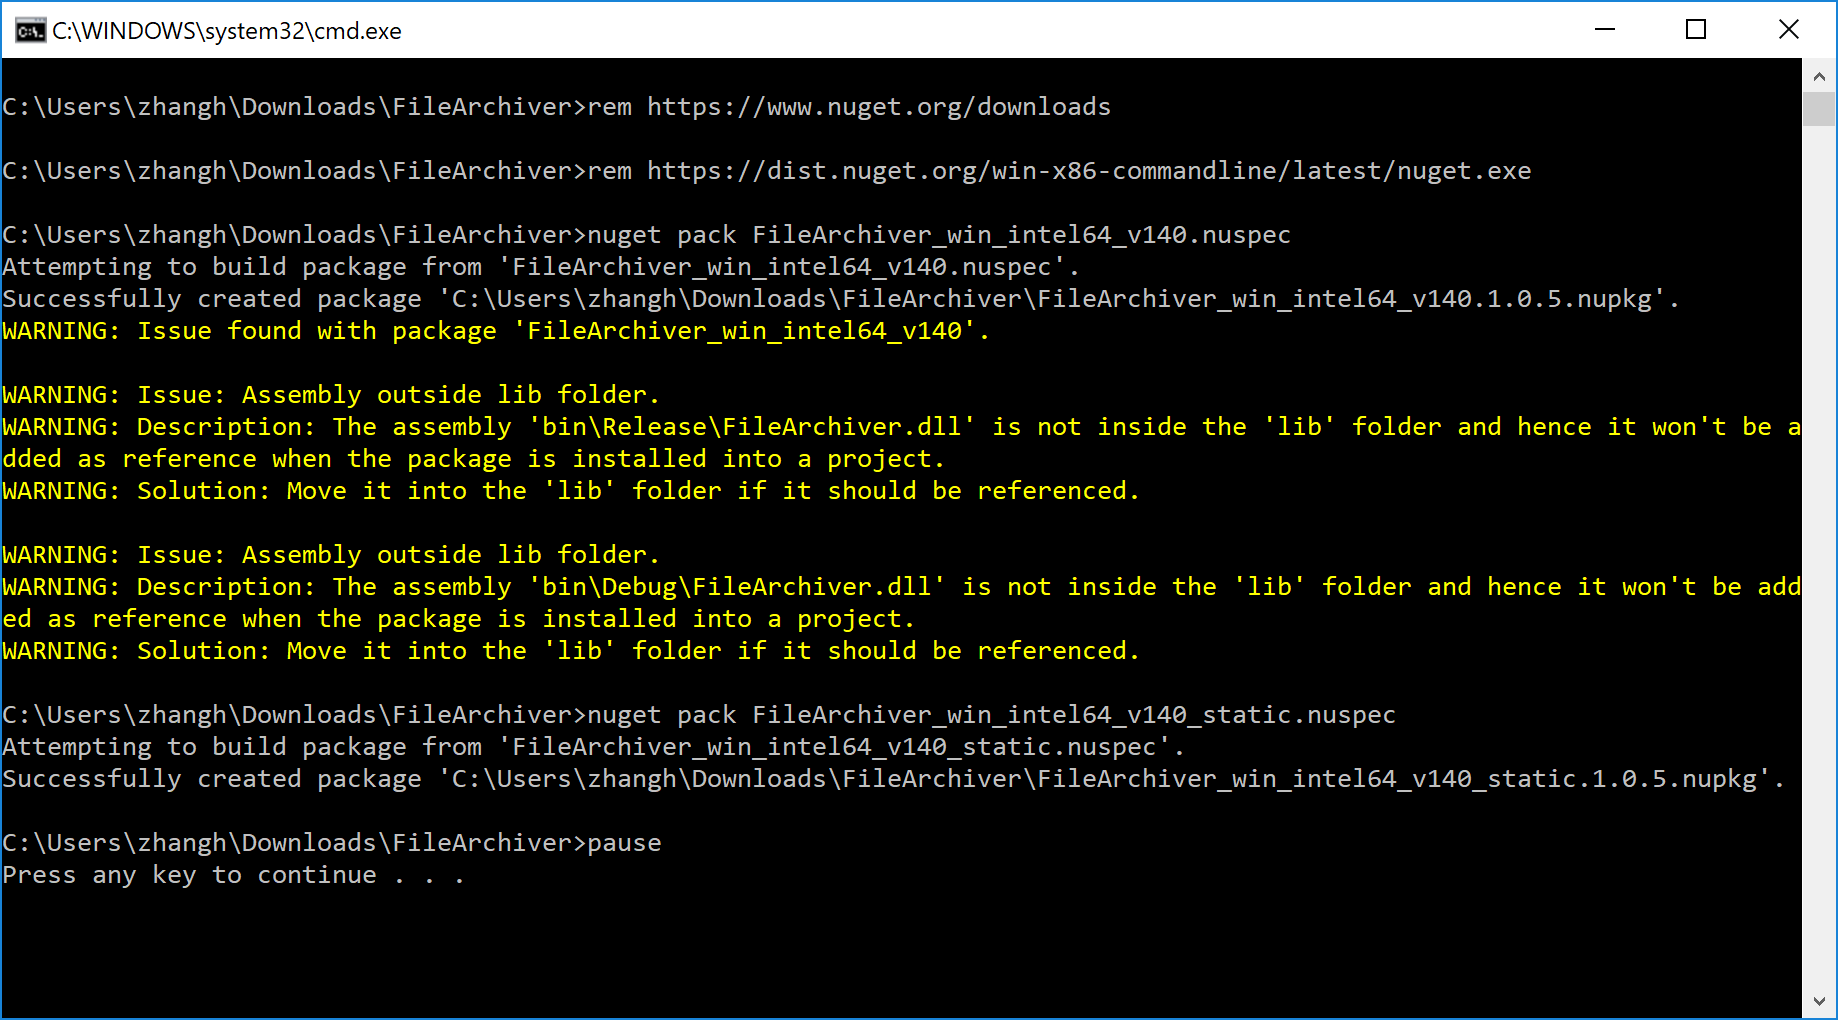 C:\WINDOWS\system32\cmd.exe
C:\Users\zhangh\Downloads\FileArchiver>rem https://www.nuget.org/downloads
C:\Users\zhangh\Downloads\FileArchiver>rem https://dist.nuget.org/win-x86-commandline/latest/nuget.exe
C:\Users\zhangh\Downloads\FileArchiver>nuget pack FileArchiver_win_intel64_v140.nuspec
Attempting to build package from 'FileArchiver_win_intel64_v140.nuspec'.
Successfully created package 'C:\Users\zhangh\Downloads\FileArchiver\FileArchiver_win_intel64_v140.1.0.5.nupkg'.
WARNING: Issue found with package 'FileArchiver_win_intel64_v140'.
WARNING: Issue: Assembly outside lib folder.
WARNING: Description: The assembly 'bin\Release\FileArchiver.dll' is not inside the 'lib' folder and hence it won't be a
dded as reference when the package is installed into a project.
WARNING: Solution: Move it into the 'lib' folder if it should be referenced.
WARNING: Issue: Assembly outside lib folder.
WARNING: Description: The assembly 'bin\Debug\FileArchiver.dll' is not inside the 'lib' folder and hence it won't be add
ed as reference when the package is installed into a project.
WARNING: Solution: Move it into the 'lib' folder if it should be referenced.
C:\Users\zhangh\Downloads\FileArchiver>nuget pack FileArchiver_win_intel64_v140_static.nuspec
Attempting to build package from 'FileArchiver_win_intel64_v140_static.nuspec'.
Successfully created package 'C:\Users\zhangh\Downloads\FileArchiver\FileArchiver_win_intel64_v140_static.1.0.5.nupkg'.
C:\Users\zhangh\Downloads\FileArchiver>pause
Press any key to continue . . .